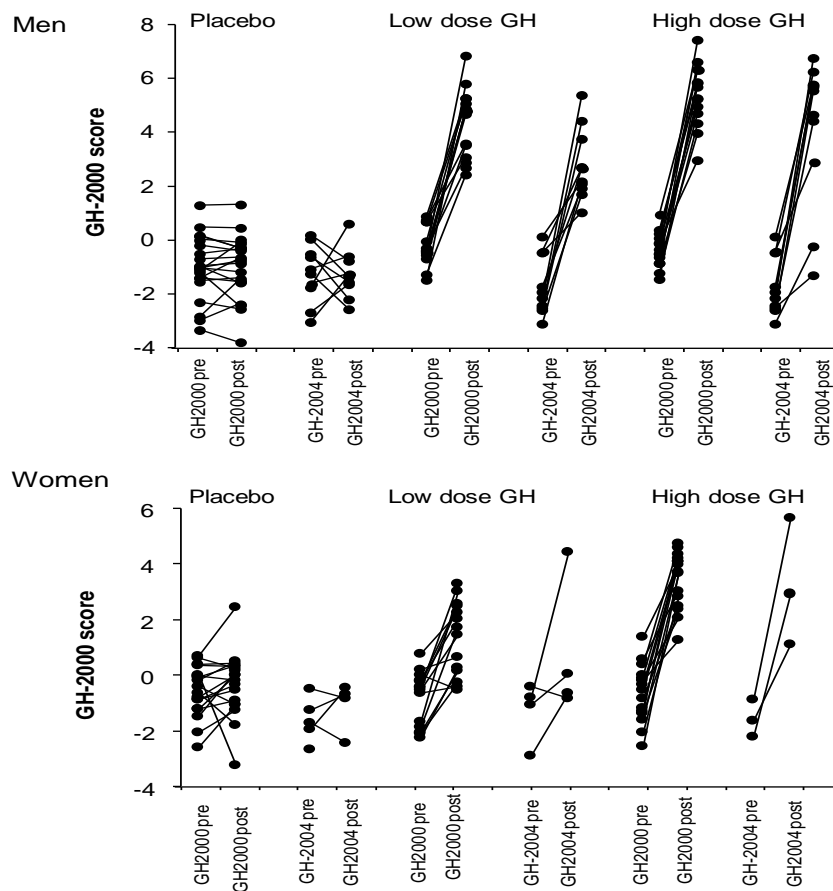 Men
Placebo Low dose GH High dose GH
GH-2000 score
8
6
4
2
0
-2
-4
GH2000 pre
GH2000 post
GH-2004 pre
GH2004 post
GH2000 pre
GH2000 post
GH-2004 pre
GH2004 post
GH2000 pre
GH2000 post
GH-2004 pre
GH2004 post
Women
Placebo Low dose GH High dose GH
GH-2000 score
6
4
2
0
-2
-4
GH2000 pre
GH2000 post
GH-2004 pre
GH2004 post
GH2000 pre
GH2000 post
GH-2004 pre
GH2004 post
GH2000 pre
GH2000 post
GH-2004 pre
GH2004 post